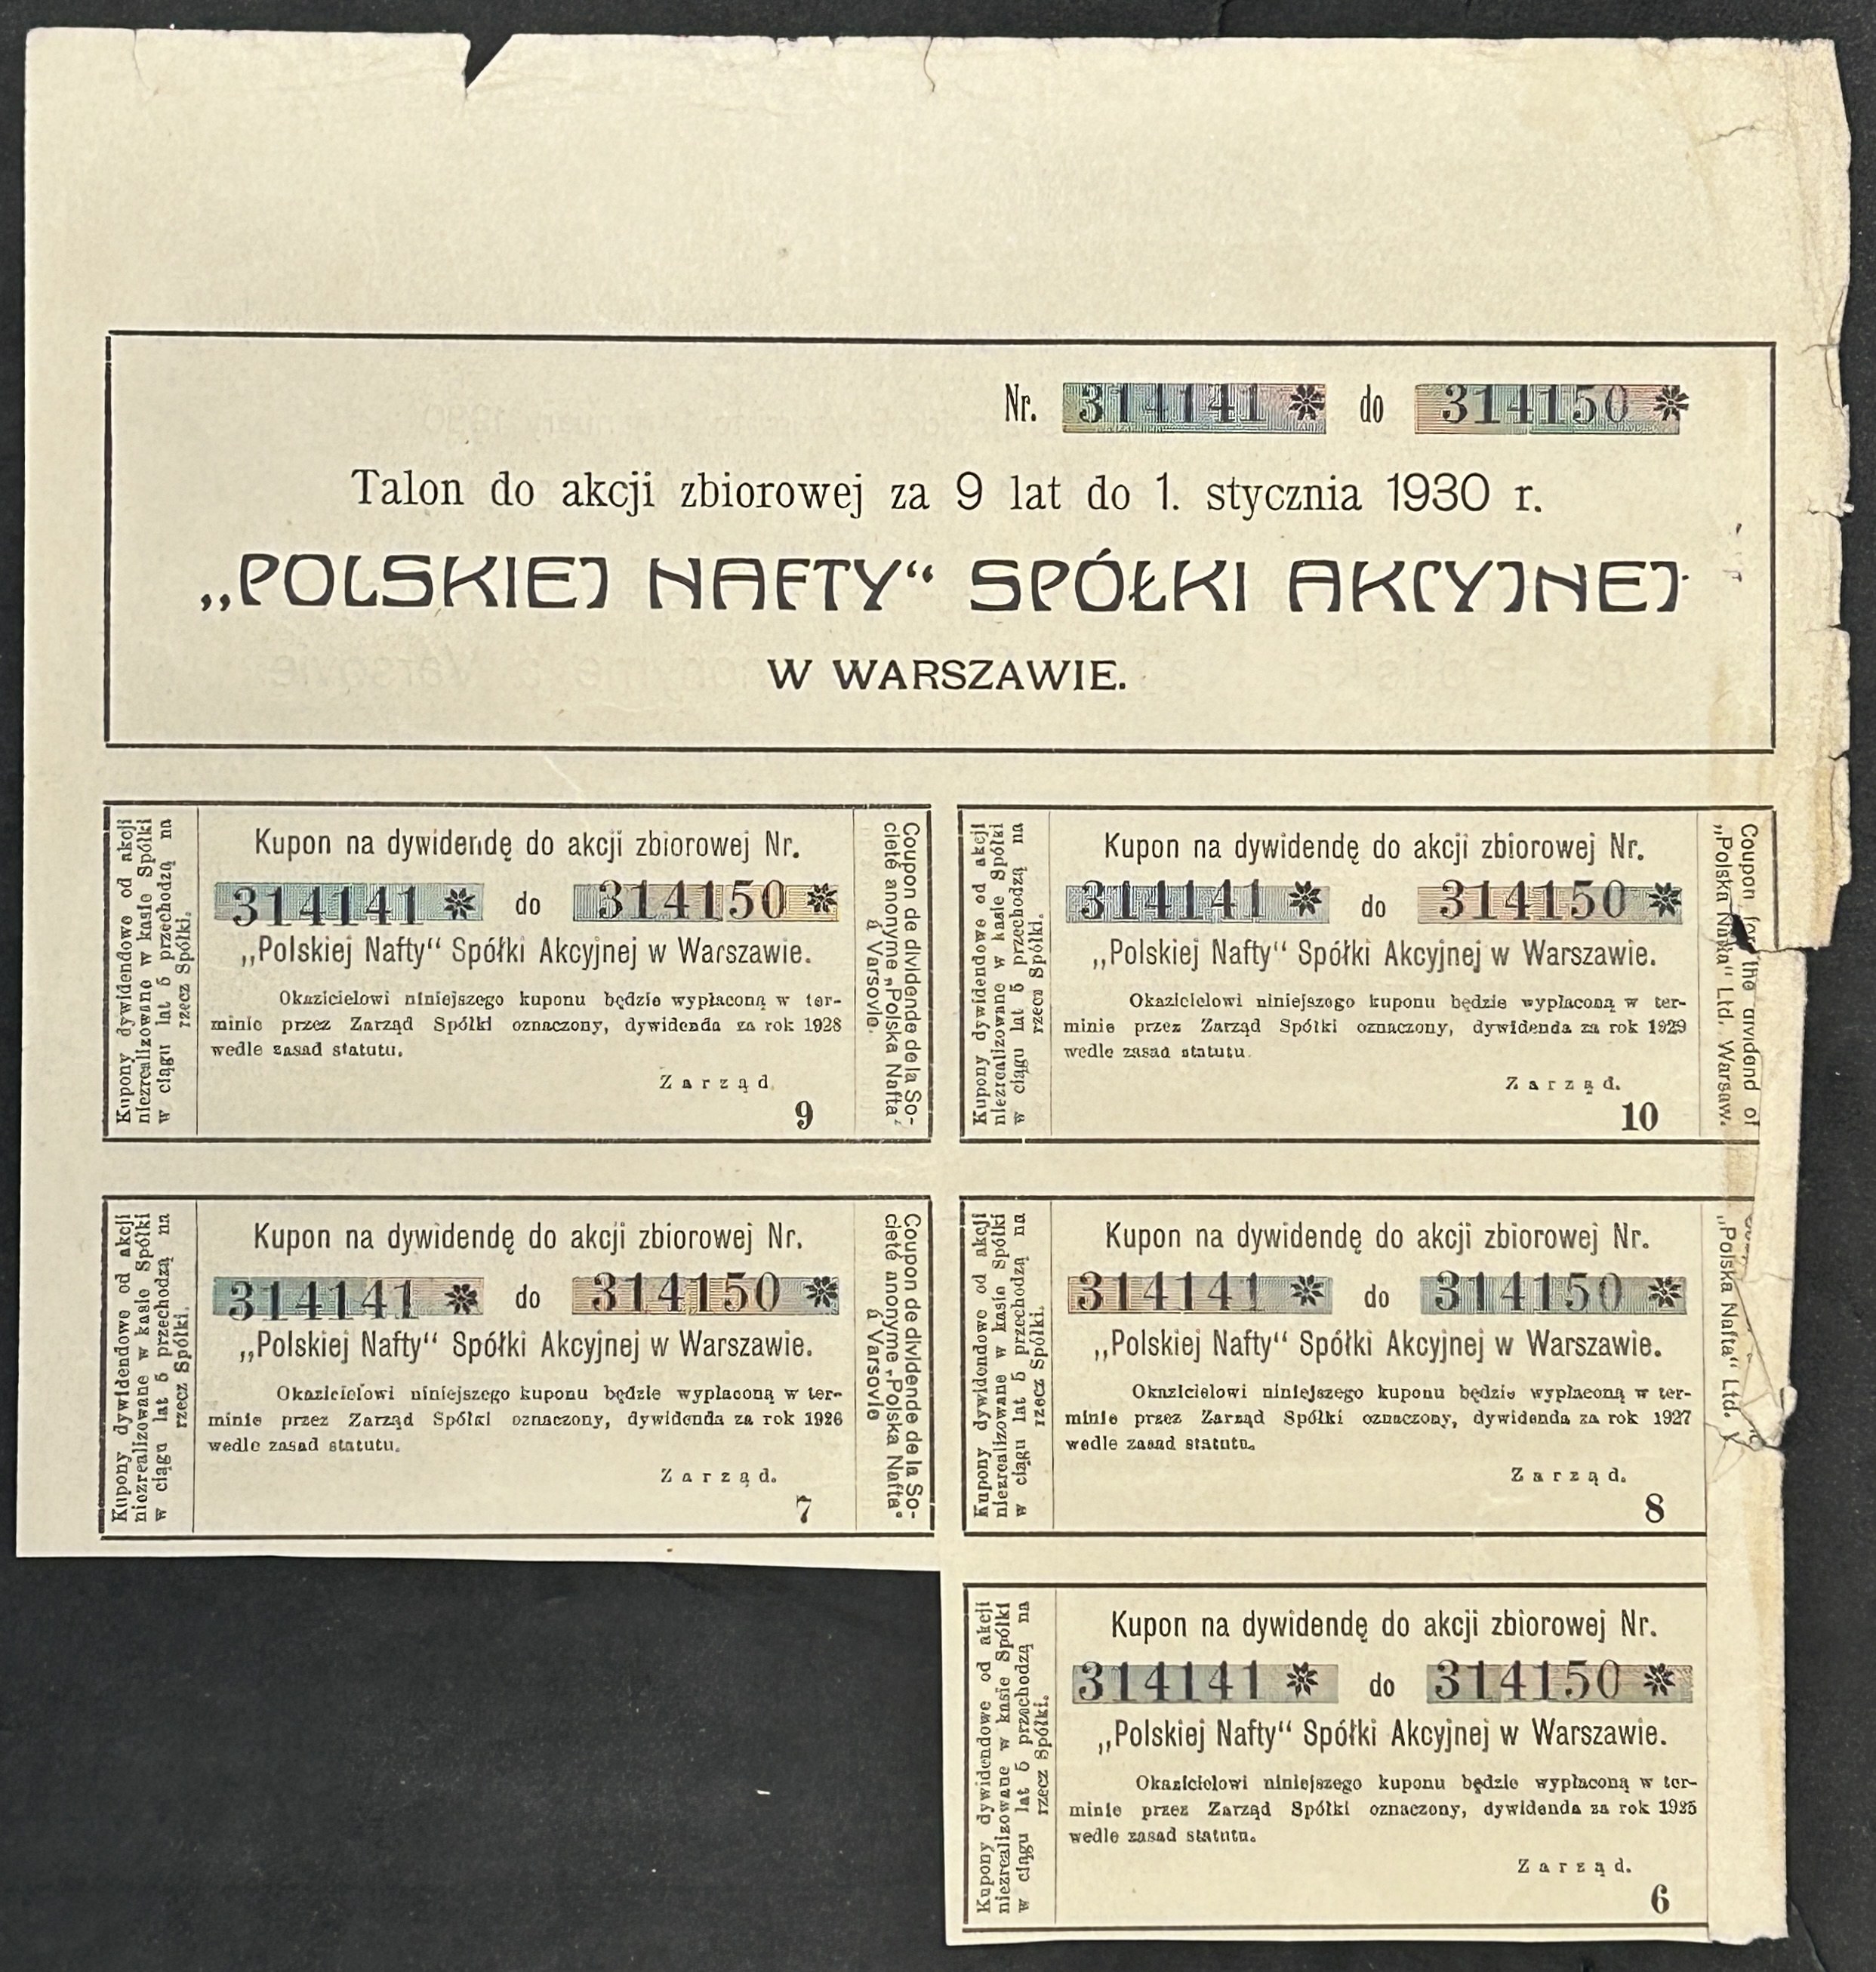 Nr. 314141 * do 314150 *
Talon do akcji zbiorowej za 9 lat do 1. stycznia 1930 r.
„POLSKIEJ NAFTY“ SPÓŁKI AKCYJNEJ
W WARSZAWIE.
Kupony dywidendowe od akcji
niezrealizowane w kasie Spółki
w ciągu lat 5 przechodzą na
rzecz Spółki.
Kupon na dywidendę do akcji zbiorowej Nr.
314141 * do 314150 *
„Polskiej Nafty“ Spółki Akcyjnej w Warszawie.
Okazicielowi niniejszego kuponu będzie wypłaconą w ter-
minie przez Zarząd Spółki oznaczony, dywidenda za rok 1928
wedle zasad statutu.
Zarząd.
9
Coupon de dividende de la So-
cieté anonyme „Polska Nafta“
á Varsovie.
Kupony dywidendowe od akcji
niezrealizowane w kasie Spółki
w ciągu lat 5 przechodzą na
rzecz Spółki.
Kupon na dywidendę do akcji zbiorowej Nr.
314141 * do 314150 *
„Polskiej Nafty“ Spółki Akcyjnej w Warszawie.
Okazicielowi niniejszego kuponu będzie wypłaconą w ter-
minie przez Zarząd Spółki oznaczony, dywidenda za rok 1929
wedle zasad statutu.
Zarząd.
10
Coupon for the dividend of
„Polska Nafta“ Ltd. Warsaw.
Kupony dywidendowe od akcji
niezrealizowane w kasie Spółki
w ciągu lat 5 przechodzą na
rzecz Spółki.
Kupon na dywidendę do akcji zbiorowej Nr.
314141 * do 314150 *
„Polskiej Nafty“ Spółki Akcyjnej w Warszawie.
Okazicielowi niniejszego kuponu będzie wypłaconą w ter-
minie przez Zarząd Spółki oznaczony, dywidenda za rok 1926
wedle zasad statutu.
Zarząd.
7
Coupon de dividende de la So-
cieté anonyme „Polska Nafta“
á Varsovie
Kupony dywidendowe od akcji
niezrealizowane w kasie Spółki
w ciągu lat 5 przechodzą na
rzecz Spółki.
Kupon na dywidendę do akcji zbiorowej Nr.
314141 * do 314150 *
„Polskiej Nafty“ Spółki Akcyjnej w Warszawie.
Okazicielowi niniejszego kuponu będzie wypłaconą w ter-
minie przez Zarząd Spółki oznaczony, dywidenda za rok 1927
wedle zasad statutu.
Zarząd.
8
„Polska Nafta“ Ltd.
Kupony dywidendowe od akcji
niezrealizowane w kasie Spółki
w ciągu lat 5 przechodzą na
rzecz Spółki.
Kupon na dywidendę do akcji zbiorowej Nr.
314141 * do 314150 *
„Polskiej Nafty“ Spółki Akcyjnej w Warszawie.
Okazicielowi niniejszego kuponu będzie wypłaconą w ter-
minie przez Zarząd Spółki oznaczony, dywidenda za rok 1925
wedle zasad statutu.
Zarząd.
6